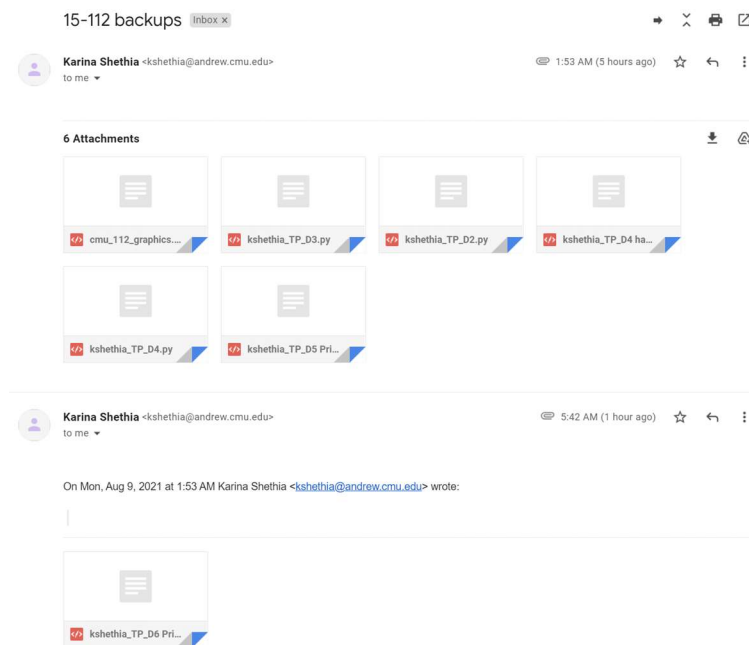 15-112 backups Inbox x
Karina Shethia <kshethia@andrew.cmu.edu> 1:53 AM (5 hours ago)
to me
6 Attachments
cmu_112_graphics.... kshethia_TP_D3.py kshethia_TP_D2.py kshethia_TP_D4 ha...
kshethia_TP_D4.py kshethia_TP_D5 Pri...
Karina Shethia <kshethia@andrew.cmu.edu> 5:42 AM (1 hour ago)
to me
On Mon, Aug 9, 2021 at 1:53 AM Karina Shethia <kshethia@andrew.cmu.edu> wrote:
kshethia_TP_D6 Pri...